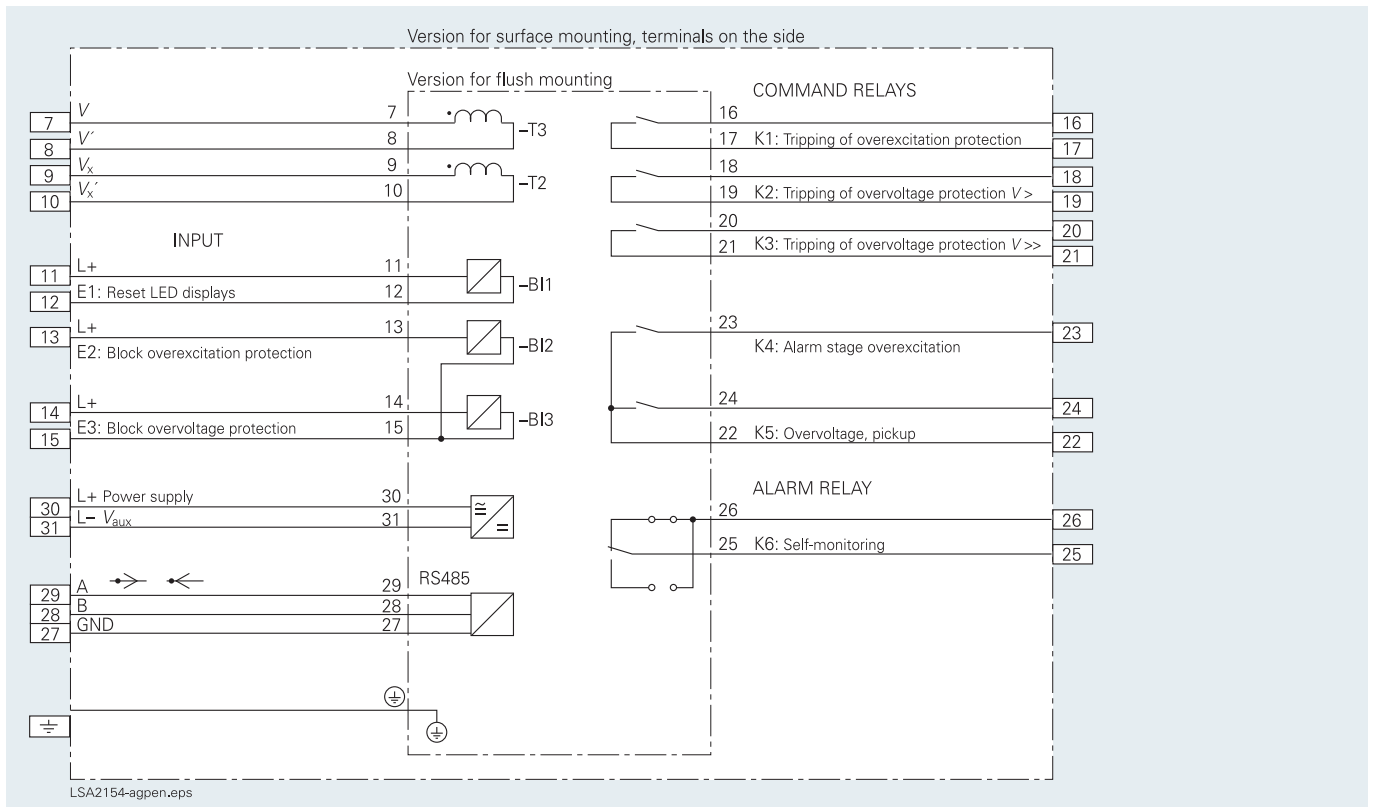 Version for surface mounting, terminals on the side
Version for flush mounting
COMMAND RELAYS
7 V 7 –T3
8 V′ 8
9 Vx 9 –T2
10 Vx′ 10
16 16
17 K1: Tripping of overexcitation protection 17
18 18
19 K2: Tripping of overvoltage protection V > 19
20 20
21 K3: Tripping of overvoltage protection V >> 21
INPUT
11 L+ 11 –BI1
12 E1: Reset LED displays 12
13 L+ 13 –BI2
E2: Block overexcitation protection
14 L+ 14 –BI3
15 E3: Block overvoltage protection 15
23 23
K4: Alarm stage overexcitation
24 24
22 K5: Overvoltage, pickup 22
30 L+ Power supply 30
31 L– Vaux 31
ALARM RELAY
26 26
25 K6: Self-monitoring 25
RS485
29 A 29
28 B 28
27 GND 27
LSA2154-agpen.eps